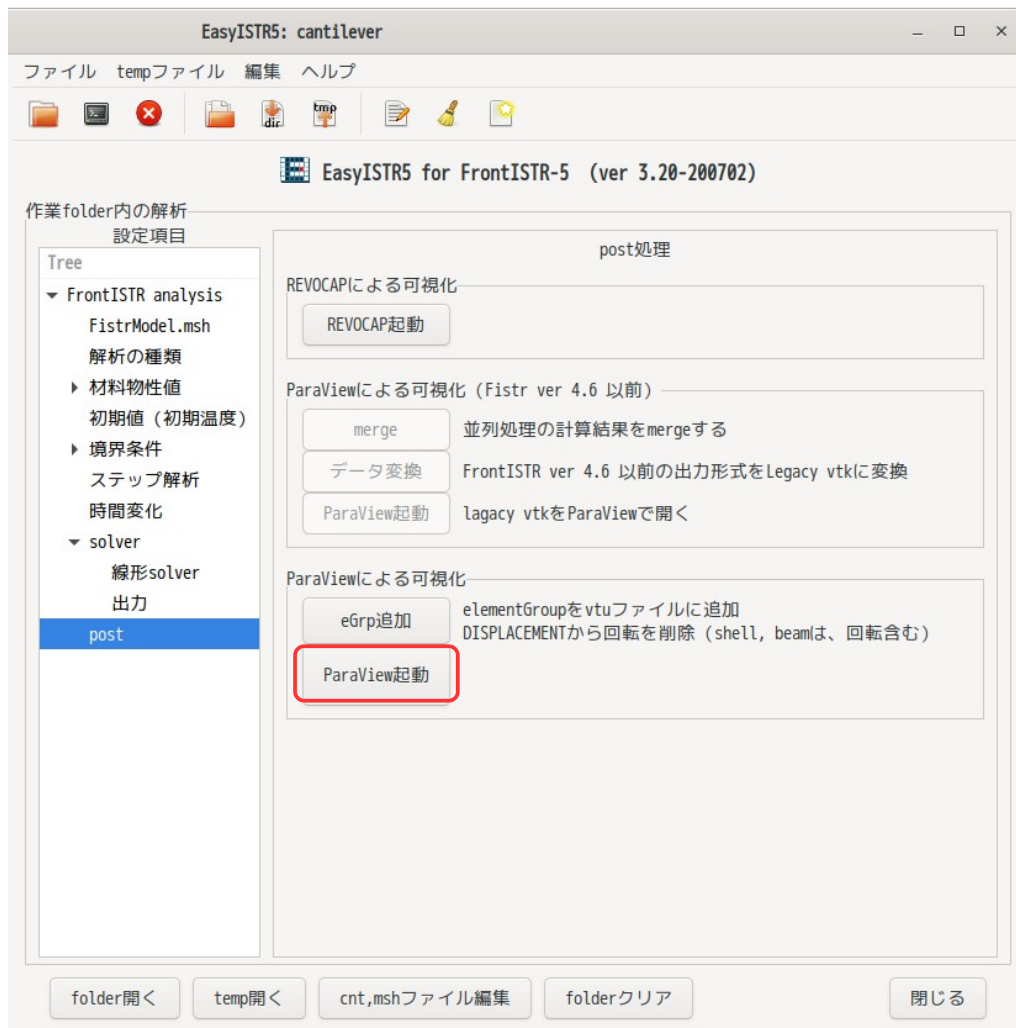 EasyISTR5: cantilever
ファイル tempファイル 編集 ヘルプ
dir
tmp
EasyISTR5 for FrontISTR-5 (ver 3.20-200702)
作業folder内の解析
設定項目
Tree
FrontISTR analysis
FistrModel.msh
解析の種類
材料物性値
初期値（初期温度）
境界条件
ステップ解析
時間変化
solver
線形solver
出力
post
post処理
REVOCAPによる可視化
REVOCAP起動
ParaViewによる可視化（Fistr ver 4.6 以前）
merge 並列処理の計算結果をmergeする
データ変換 FrontISTR ver 4.6 以前の出力形式をLegacy vtkに変換
ParaView起動 lagacy vtkをParaViewで開く
ParaViewによる可視化
eGrp追加 elementGroupをvtuファイルに追加
DISPLACEMENTから回転を削除（shell, beamは、回転含む）
ParaView起動
folder開く temp開く cnt,mshファイル編集 folderクリア 閉じる